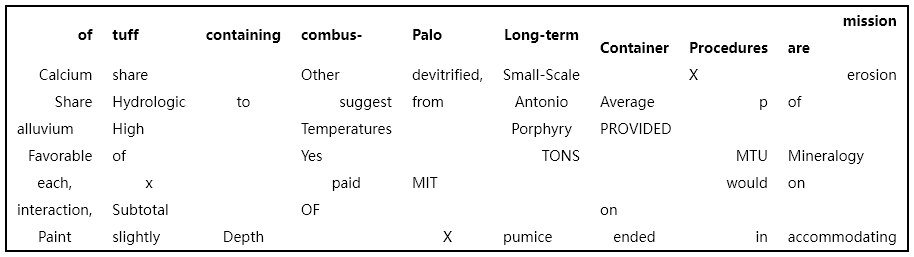 mission
of tuff containing combus- Palo Long-term Container Procedures are
Calcium share Other devitrified, Small-Scale X erosion
Share Hydrologic to suggest from Antonio Average p of
alluvium High Temperatures Porphyry PROVIDED
Favorable of Yes TONS MTU Mineralogy
each, x paid MIT would on
interaction, Subtotal OF on
Paint slightly Depth X pumice ended in accommodating